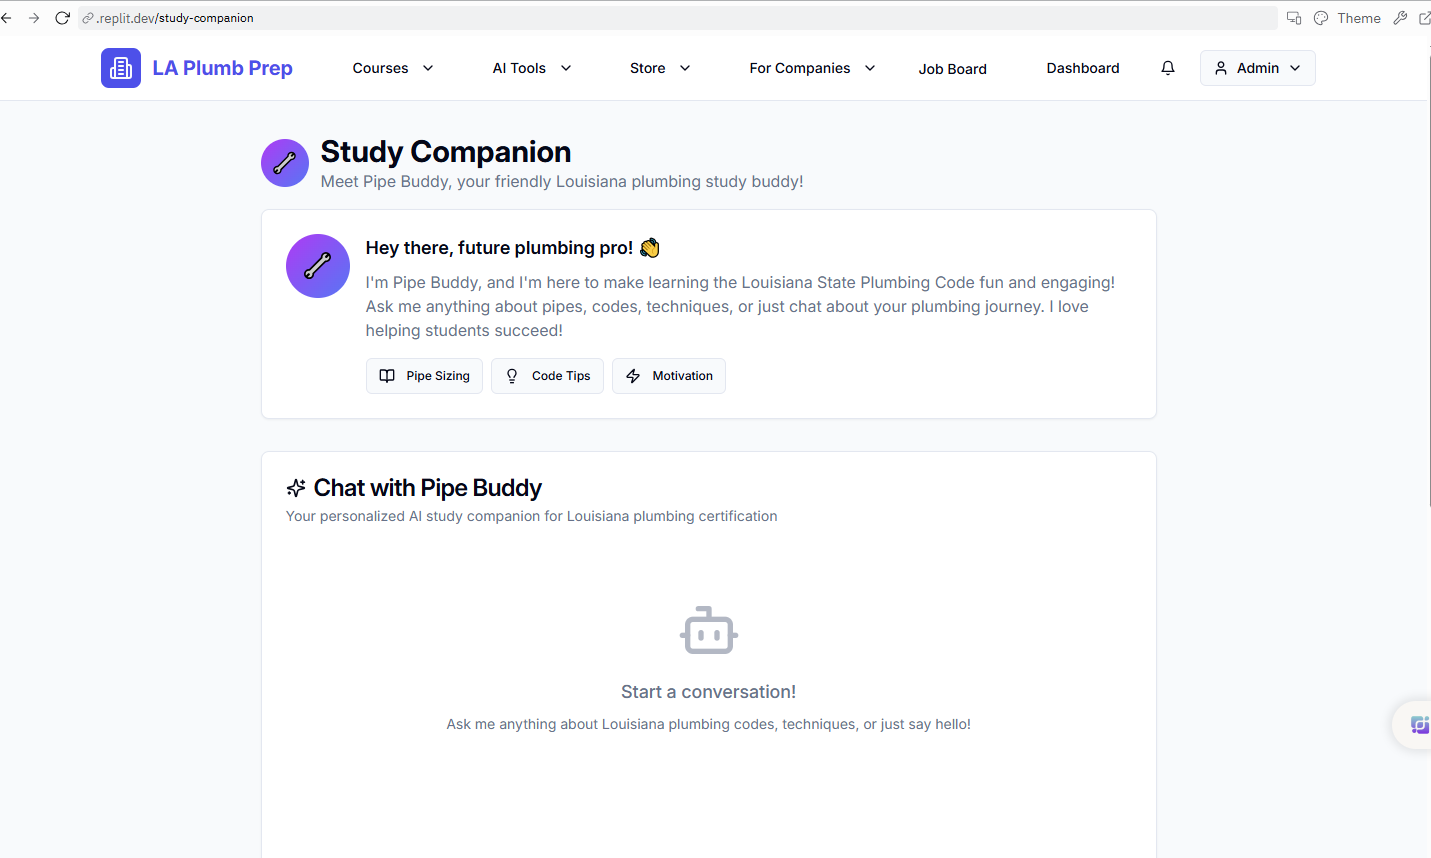 .replit.dev/study-companion
Theme
LA Plumb Prep
Courses
AI Tools
Store
For Companies
Job Board
Dashboard
Admin
Study Companion
Meet Pipe Buddy, your friendly Louisiana plumbing study buddy!
Hey there, future plumbing pro! 👋
I'm Pipe Buddy, and I'm here to make learning the Louisiana State Plumbing Code fun and engaging!
Ask me anything about pipes, codes, techniques, or just chat about your plumbing journey. I love
helping students succeed!
Pipe Sizing
Code Tips
Motivation
Chat with Pipe Buddy
Your personalized AI study companion for Louisiana plumbing certification
Start a conversation!
Ask me anything about Louisiana plumbing codes, techniques, or just say hello!